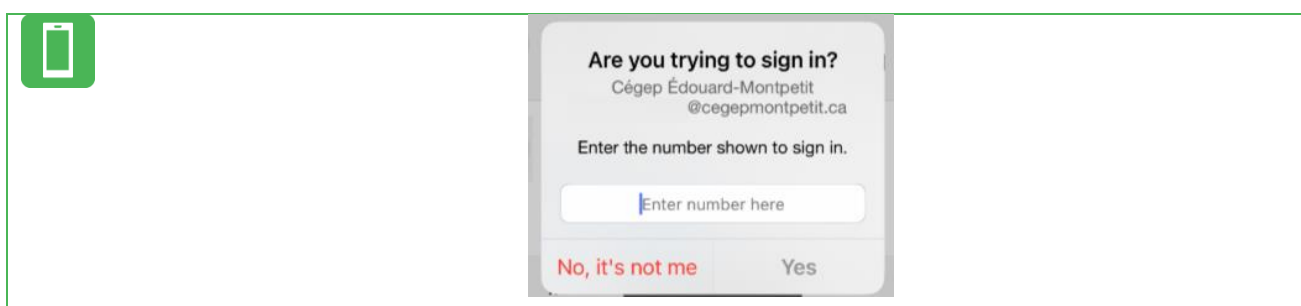 Are you trying to sign in?
Cégep Édouard-Montpetit
@cegepmontpetit.ca
Enter the number shown to sign in.
Enter number here
No, it's not me
Yes